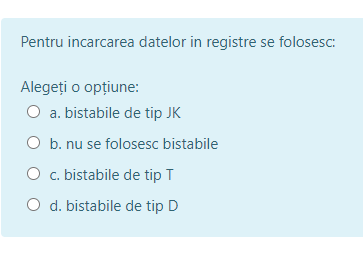 Pentru incarcarea datelor in registre se folosesc:
Alegeți o opțiune:
a. bistabile de tip JK
b. nu se folosesc bistabile
c. bistabile de tip T
d. bistabile de tip D